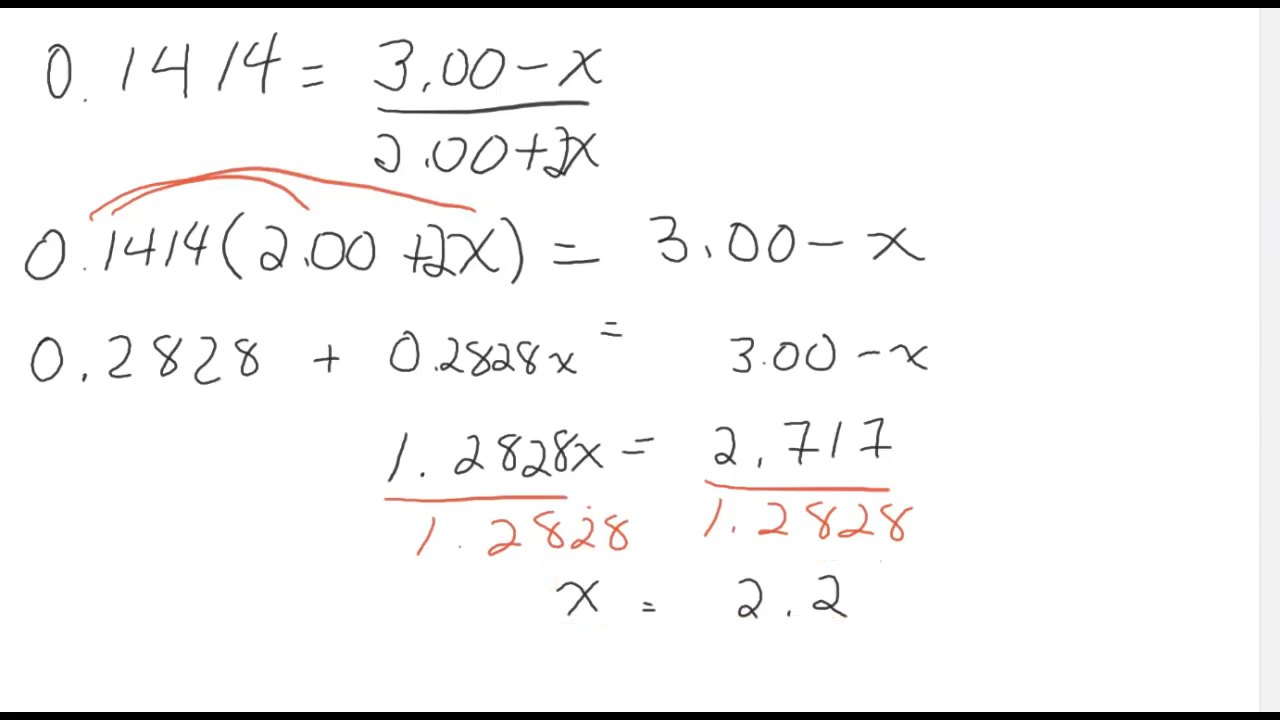 0.1414 = 3.00 - x
2.00 + 2x
0.1414(2.00 + 2x) = 3.00 - x
0.2828 + 0.2828x = 3.00 - x
1.2828x = 2.717
1.2828 1.2828
x = 2.2